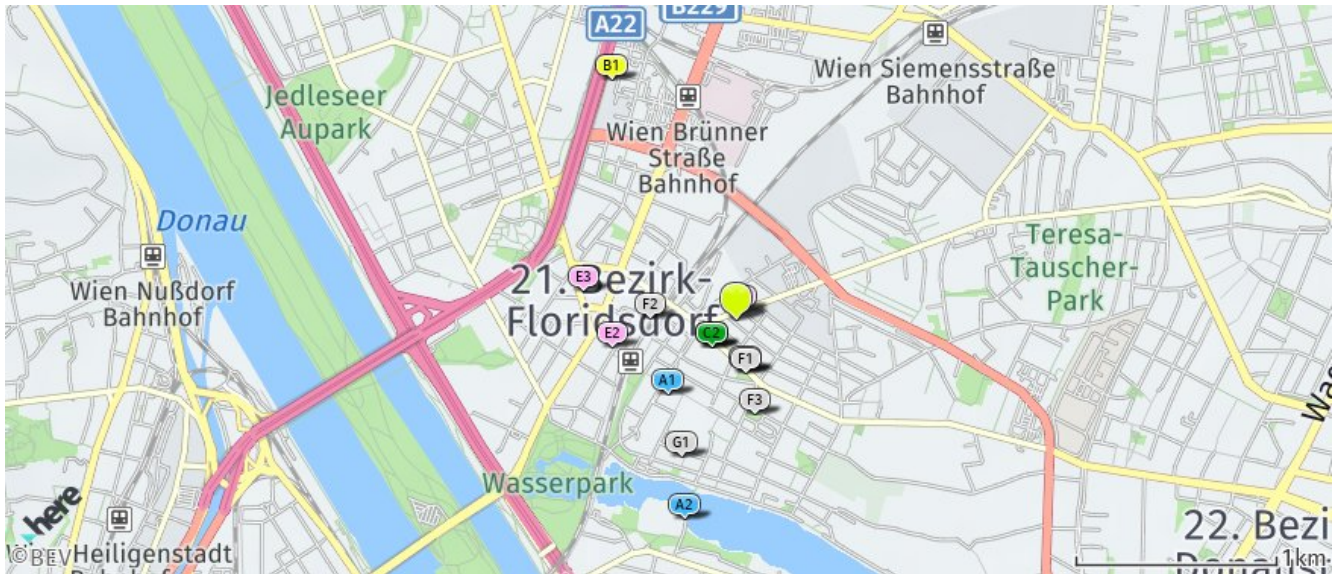 A22
B229
B1
Wien Siemensstraße
Bahnhof
Jedleseer
Aupark
Wien Brünner
Straße
Bahnhof
Donau
Teresa-
Tauscher-
Park
Wien Nußdorf
Bahnhof
E3
21. Bezirk-
Floridsdorf
F2
E2
C2
F1
A1
F3
G1
Wasserpark
A2
here
©BEV
Heiligenstadt
22. Bezi
1km